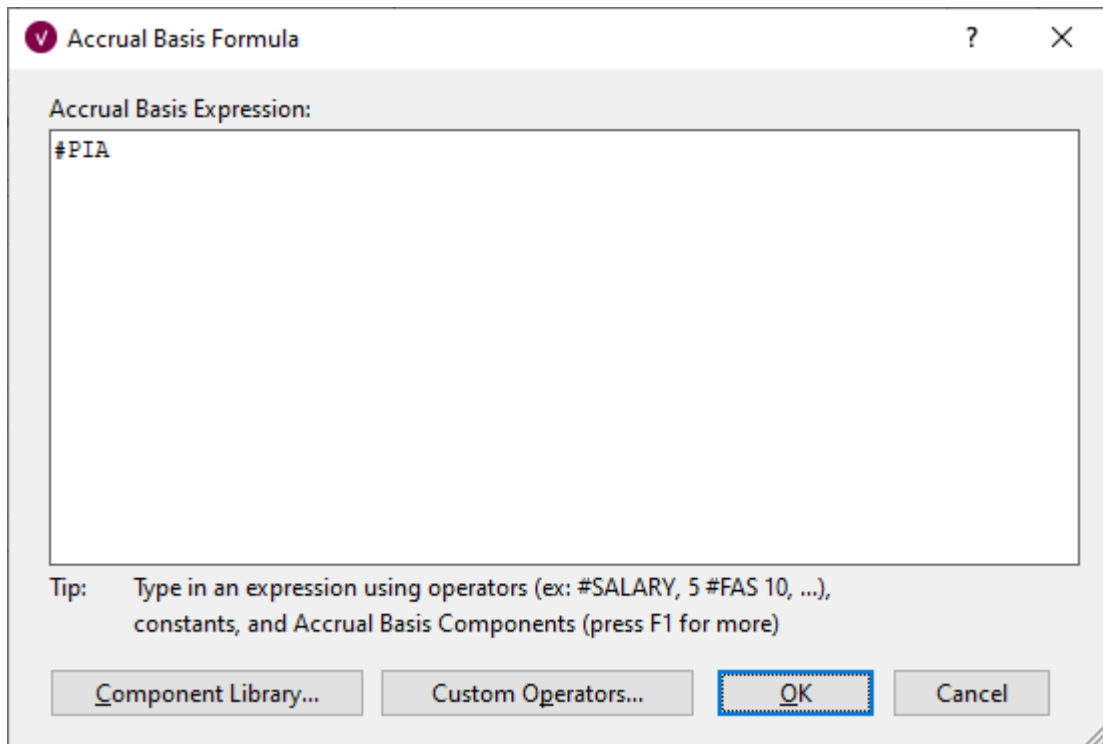 V Accrual Basis Formula ?
Accrual Basis Expression:
#PIA
Tip: Type in an expression using operators (ex: #SALARY, 5 #FAS 10, ...),
constants, and Accrual Basis Components (press F1 for more)
Component Library... Custom Operators... OK Cancel